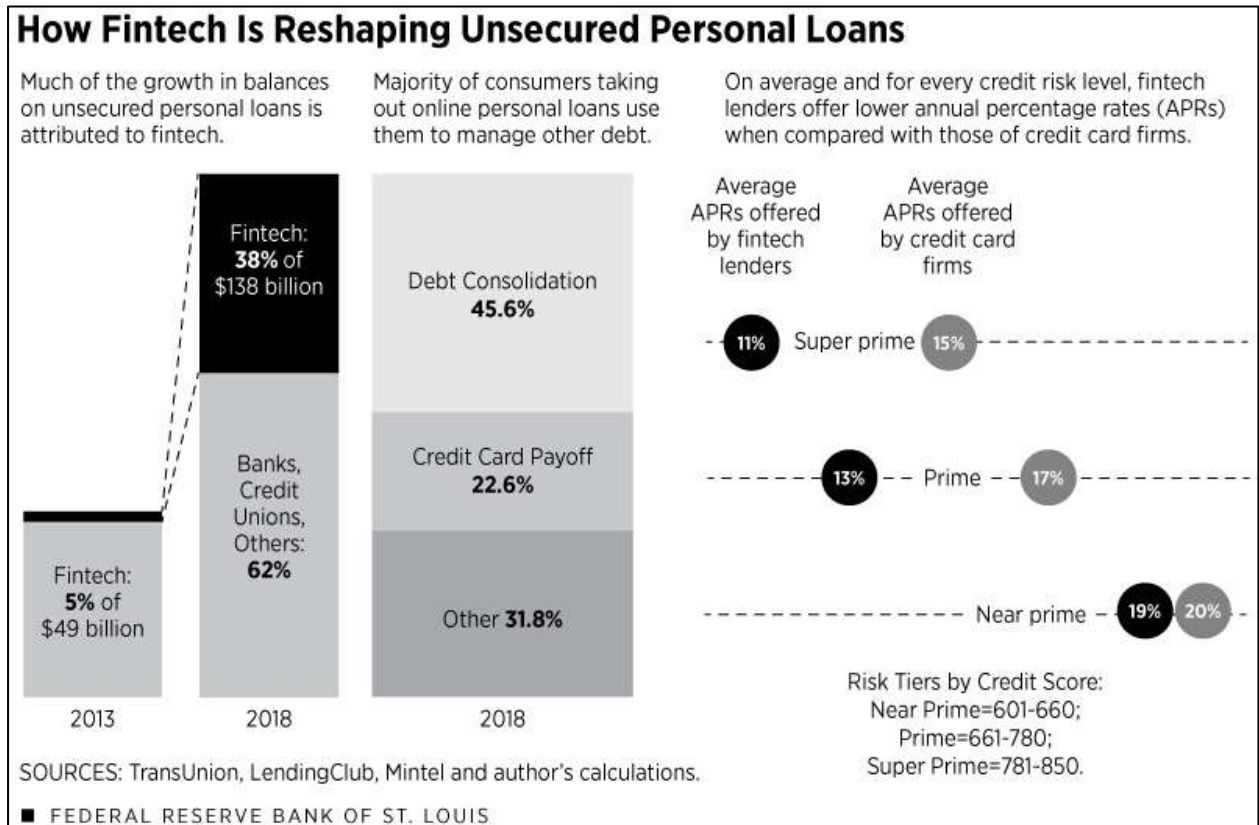 How Fintech Is Reshaping Unsecured Personal Loans
Much of the growth in balances
on unsecured personal loans is
attributed to fintech.
Fintech:
38% of
$138 billion
Banks,
Credit
Unions,
Others:
62%
Fintech:
5% of
$49 billion
2013
2018
Majority of consumers taking
out online personal loans use
them to manage other debt.
Debt Consolidation
45.6%
Credit Card Payoff
22.6%
Other 31.8%
2018
On average and for every credit risk level, fintech
lenders offer lower annual percentage rates (APRs)
when compared with those of credit card firms.
Average
APRs offered
by fintech
lenders
Average
APRs offered
by credit card
firms
11% Super prime 15%
13% Prime 17%
Near prime 19% 20%
Risk Tiers by Credit Score:
Near Prime=601-660;
Prime=661-780;
Super Prime=781-850.
SOURCES: TransUnion, LendingClub, Mintel and author's calculations.
FEDERAL RESERVE BANK OF ST. LOUIS